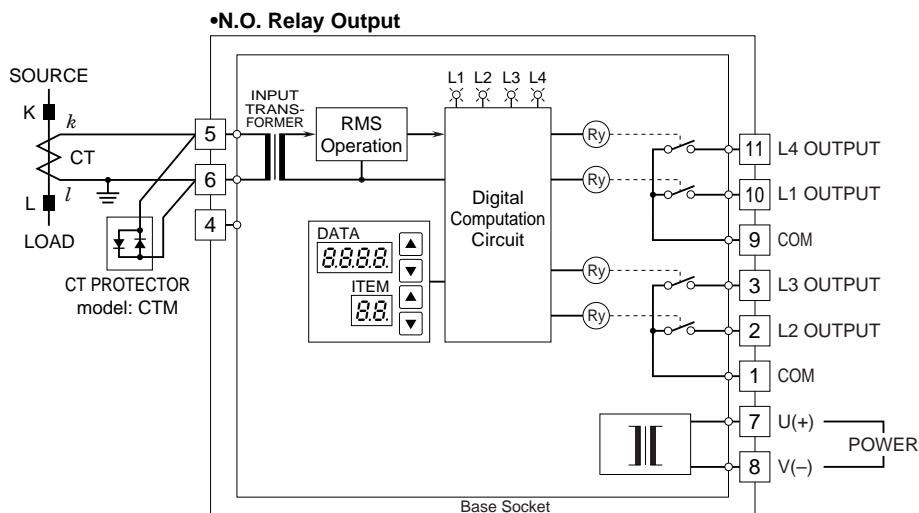 •N.O. Relay Output
SOURCE
K
k
CT
L
l
LOAD
CT PROTECTOR
model: CTM
5
6
4
INPUT
TRANS-
FORMER
RMS
Operation
L1 L2 L3 L4
Digital
Computation
Circuit
DATA
8.8.8.8.
ITEM
8.8.
Ry
Ry
Ry
Ry
11 L4 OUTPUT
10 L1 OUTPUT
9 COM
3 L3 OUTPUT
2 L2 OUTPUT
1 COM
7 U(+)
8 V(–)
POWER
Base Socket